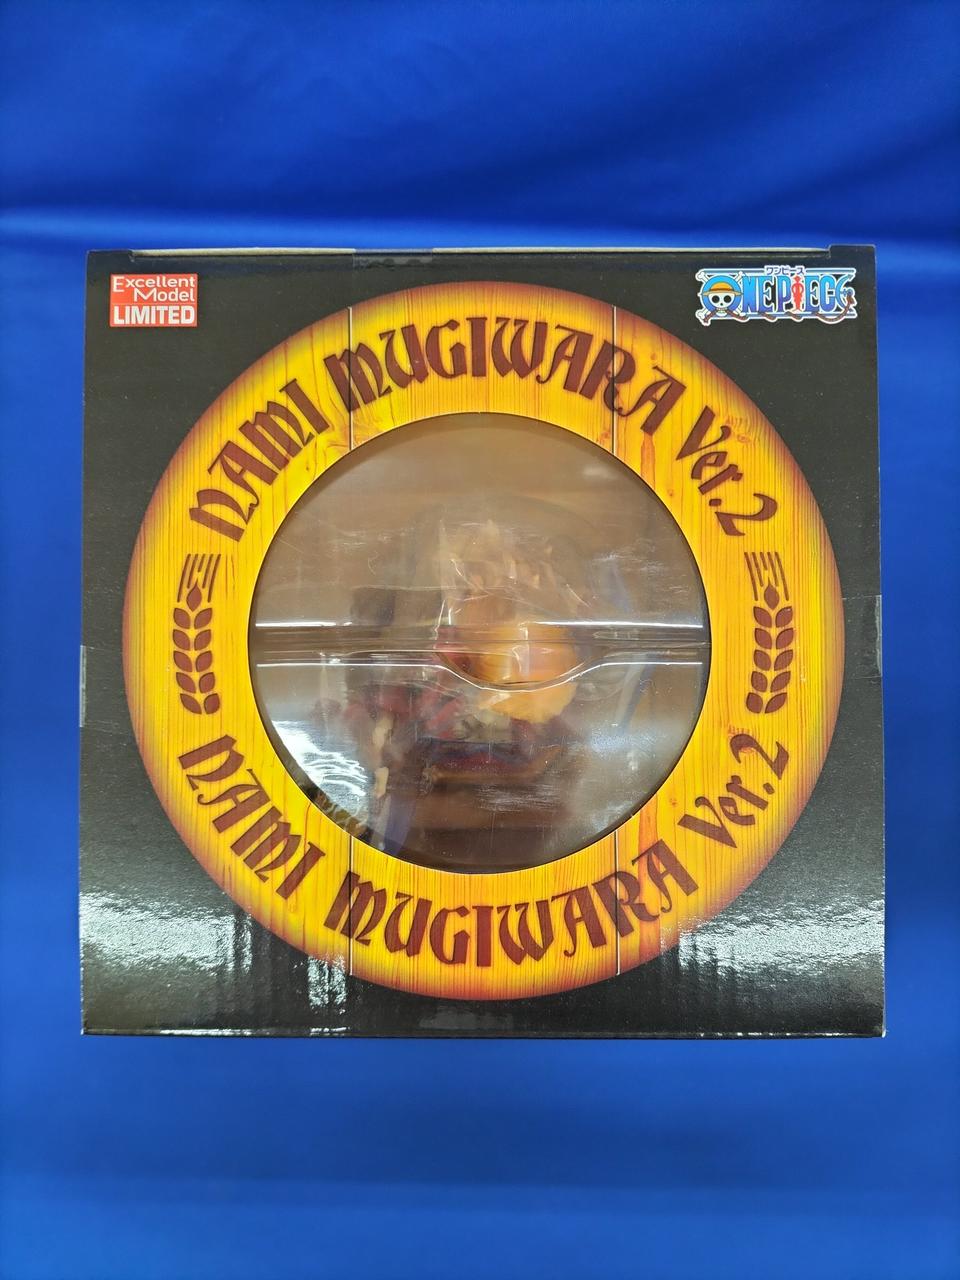 Excellent
Model
LIMITED
ワンピース
ONE PIECE
NAMI MUGIWARA Ver.2
NAMI MUGIWARA Ver.2